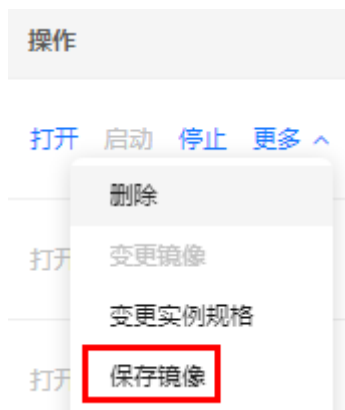 操作
打开 启动 停止 更多
删除
打开 变更镜像
变更实例规格
打开 保存镜像